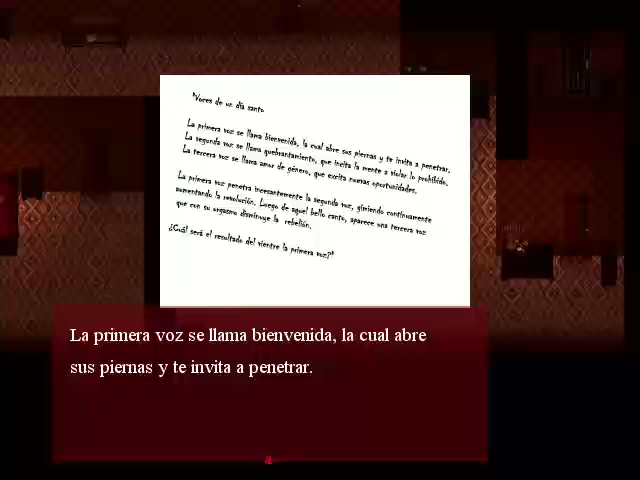 "Voces de un día santo
La primera voz se llama bienvenida, la cual abre sus piernas y te invita a penetrar.
La segunda voz se llama quebrantamiento, que incita la mente a violar lo prohibido.
La tercera voz se llama amor de género, que excita nuevas oportunidades.
La primera voz penetra incesantemente la segunda voz, gimiendo continuamente
aumentando la revolución. Luego de aquel bello canto, aparece una tercera voz
que con su orgasmo disminuye la rebelión.
¿Cuál será el resultado del vientre la primera voz?"
La primera voz se llama bienvenida, la cual abre
sus piernas y te invita a penetrar.